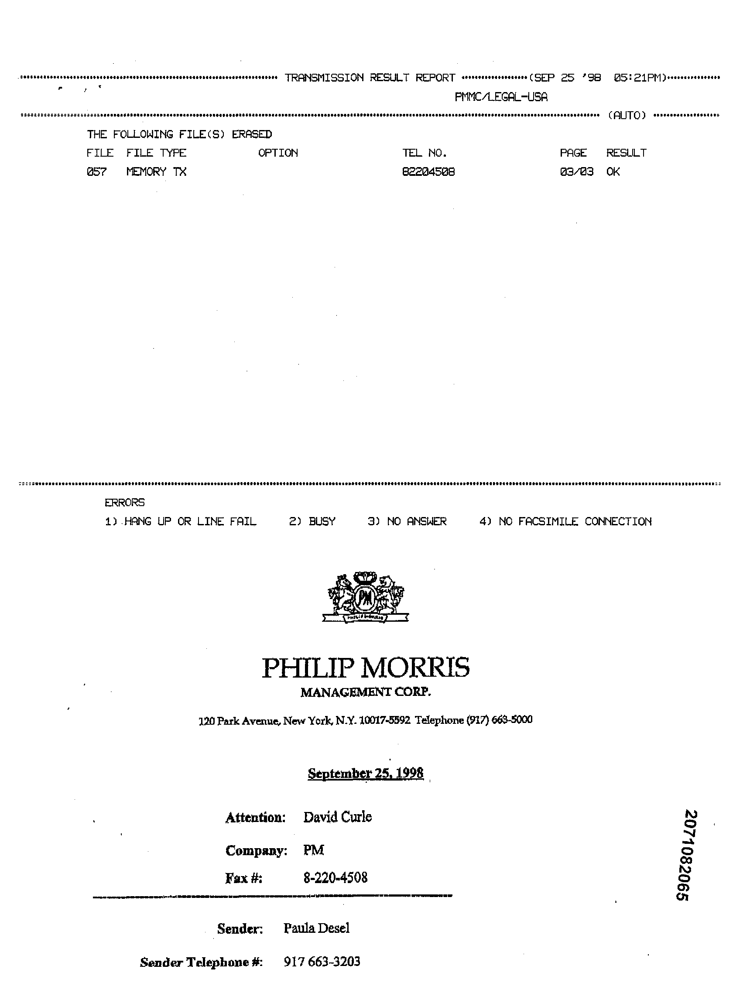 TRANSMISSION RESULT REPORT (SEP 25 '98 05:21PM)
PMMC/LEGAL-USA
(AUTO)
THE FOLLOWING FILE(S) ERASED
FILE FILE TYPE OPTION TEL NO. PAGE RESULT
057 MEMORY TX 82204508 03/03 OK
ERRORS
1) HANG UP OR LINE FAIL 2) BUSY 3) NO ANSWER 4) NO FACSIMILE CONNECTION
PM
PHILIP MORRIS
MANAGEMENT CORP.
120 Park Avenue, New York, N.Y. 10017-5592 Telephone (917) 663-5000
September 25, 1998
Attention: David Curle
Company: PM
Fax #: 8-220-4508
Sender: Paula Desel
Sender Telephone #: 917 663-3203
2071082065